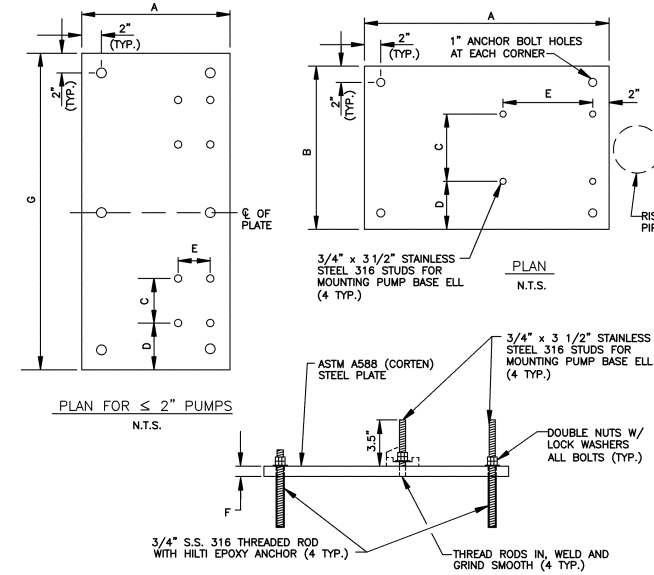 A
2"
(TYP.)
2"
(TYP.)
G
E
C
D
℄ OF
PLATE
PLAN FOR ≤ 2" PUMPS
N.T.S.
A
2"
(TYP.)
1" ANCHOR BOLT HOLES
AT EACH CORNER
2"
(TYP.)
E
2"
B
C
D
RIS
PIP
3/4" x 3 1/2" STAINLESS
STEEL 316 STUDS FOR
MOUNTING PUMP BASE ELL
(4 TYP.)
PLAN
N.T.S.
3/4" x 3 1/2" STAINLESS
STEEL 316 STUDS FOR
MOUNTING PUMP BASE ELL
(4 TYP.)
ASTM A588 (CORTEN)
STEEL PLATE
3.5"
DOUBLE NUTS W/
LOCK WASHERS
ALL BOLTS (TYP.)
F
3/4" S.S. 316 THREADED ROD
WITH HILTI EPOXY ANCHOR (4 TYP.)
THREAD RODS IN, WELD AND
GRIND SMOOTH (4 TYP.)